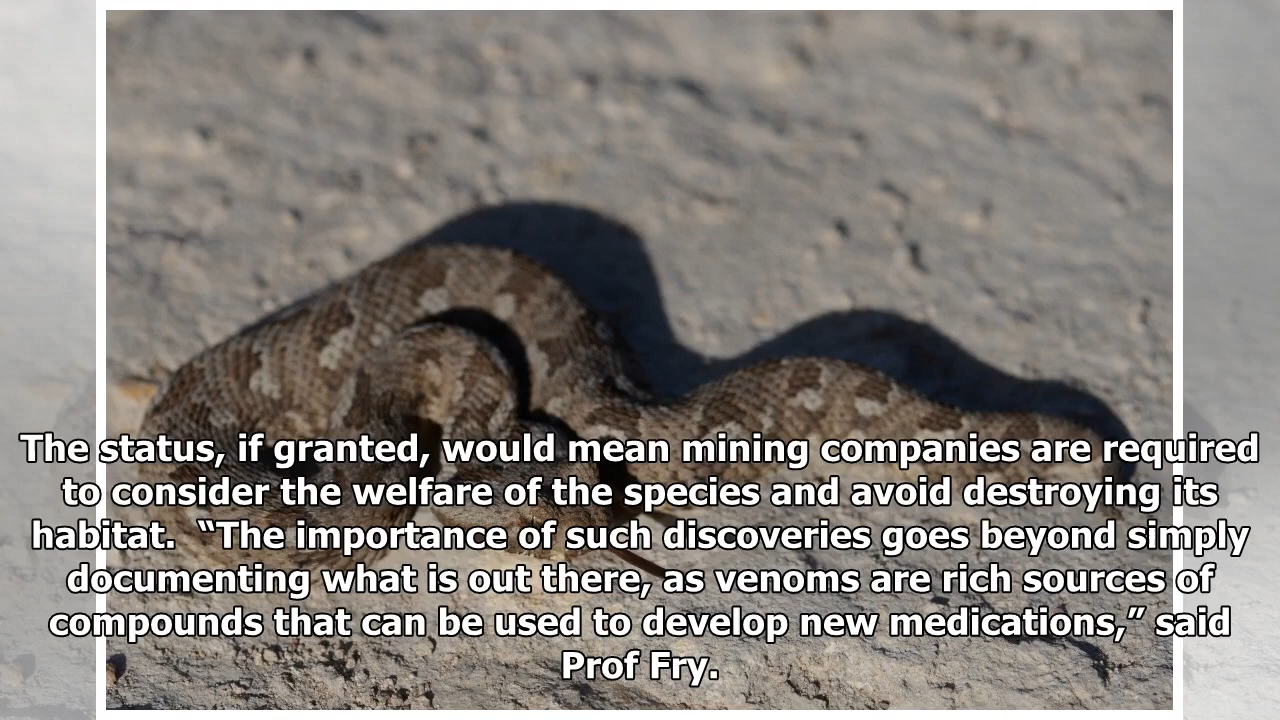 The status, if granted, would mean mining companies are required
to consider the welfare of the species and avoid destroying its
habitat.  “The importance of such discoveries goes beyond simply
documenting what is out there, as venoms are rich sources of
compounds that can be used to develop new medications,” said
Prof Fry.